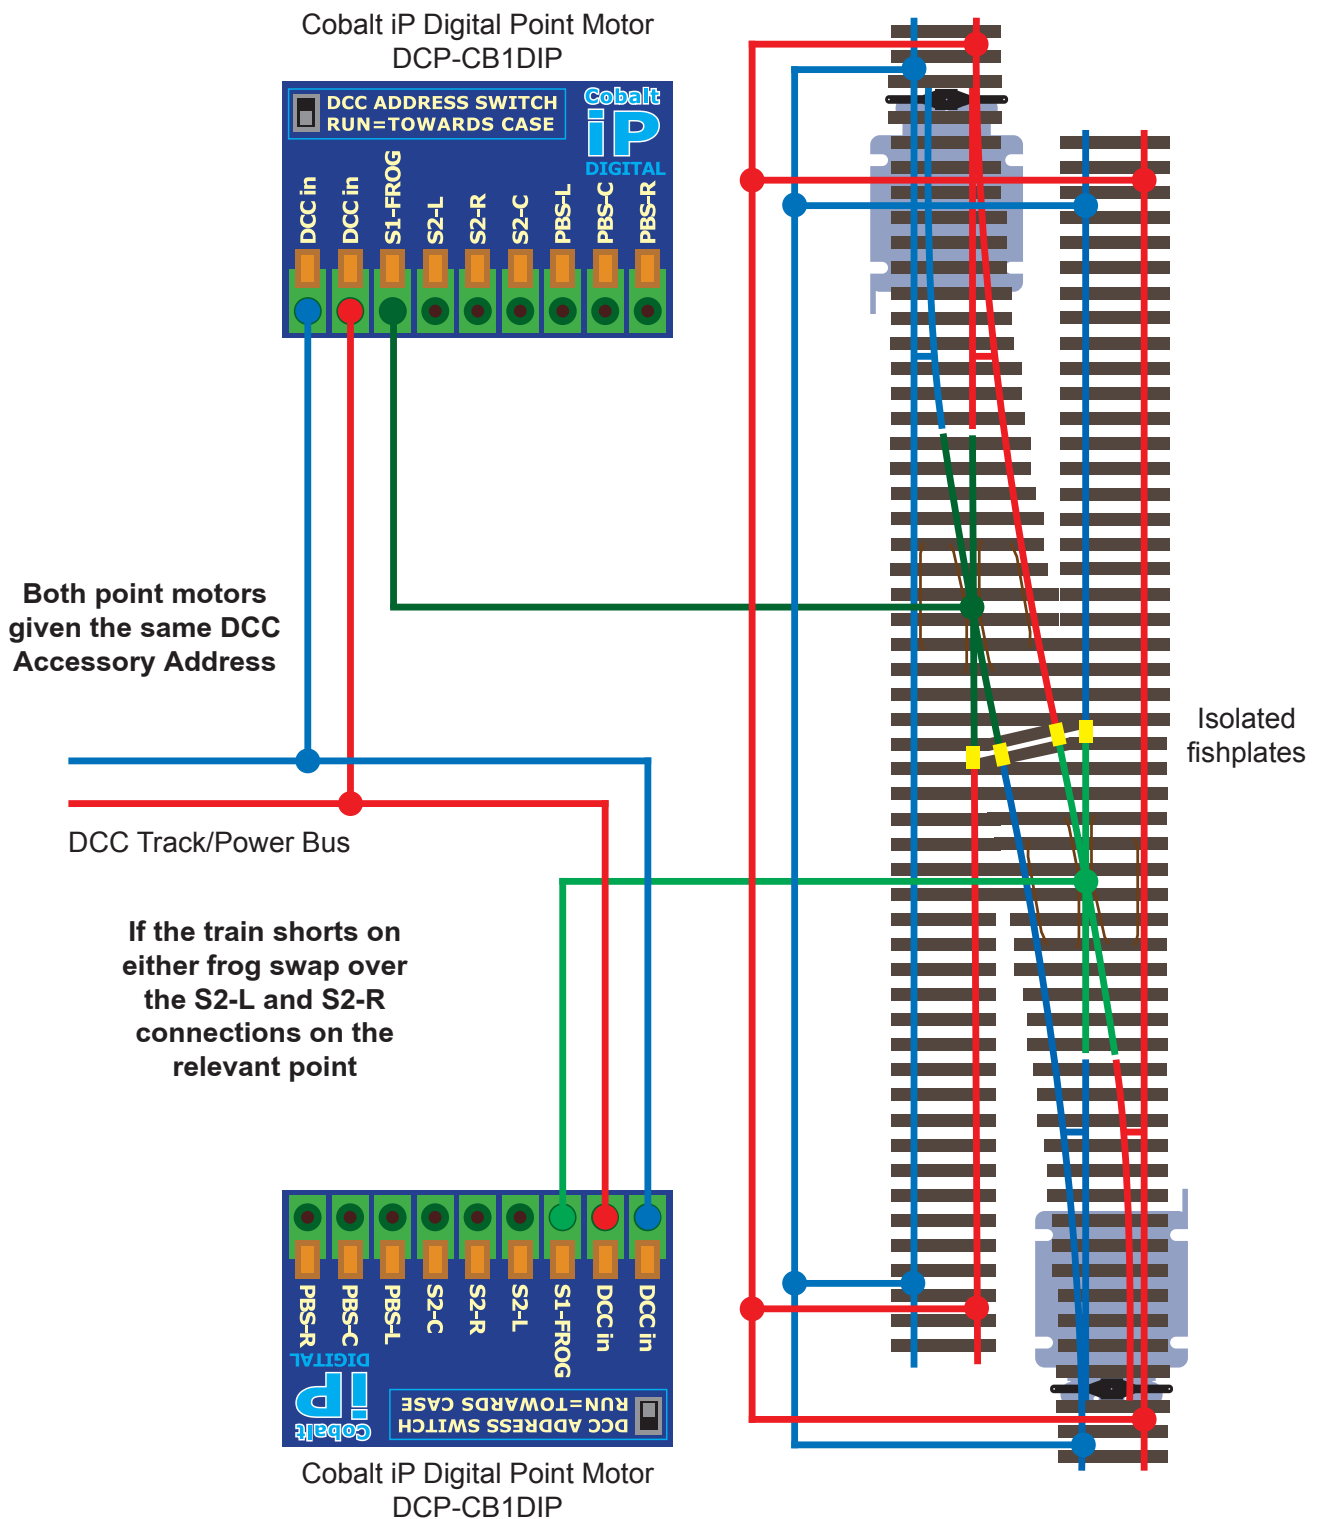 Cobalt iP Digital Point Motor
DCP-CB1DIP
DCC ADDRESS SWITCH
RUN=TOWARDS CASE
Cobalt
iP
DIGITAL
DCC in
DCC in
S1-FROG
S2-L
S2-R
S2-C
PBS-L
PBS-C
PBS-R
Both point motors
given the same DCC
Accessory Address
Isolated
fishplates
DCC Track/Power Bus
If the train shorts on
either frog swap over
the S2-L and S2-R
connections on the
relevant point
PBS-R
PBS-C
PBS-L
S2-C
S2-R
S2-L
S1-FROG
DCC in
DCC in
DCC ADDRESS SWITCH
RUN=TOWARDS CASE
Cobalt
iP
DIGITAL
Cobalt iP Digital Point Motor
DCP-CB1DIP